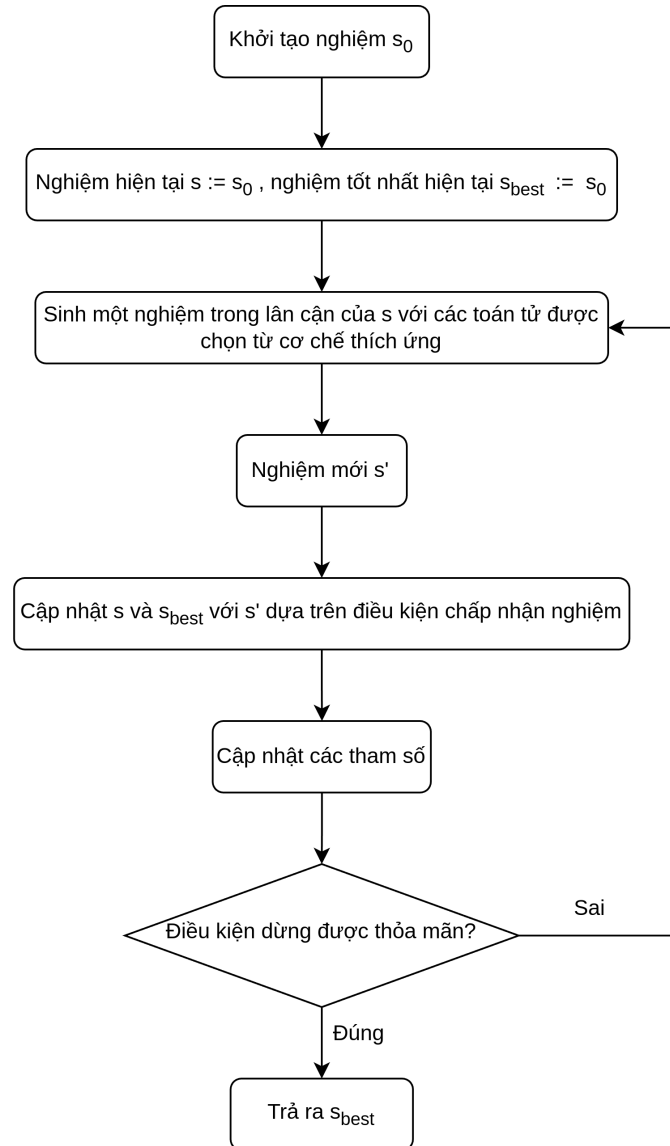 Khởi tạo nghiệm s₀
Nghiệm hiện tại s := s₀ , nghiệm tốt nhất hiện tại s_best := s₀
Sinh một nghiệm trong lân cận của s với các toán tử được
chọn từ cơ chế thích ứng
Nghiệm mới s'
Cập nhật s và s_best với s' dựa trên điều kiện chấp nhận nghiệm
Cập nhật các tham số
Điều kiện dừng được thỏa mãn?
Sai
Đúng
Trả ra s_best